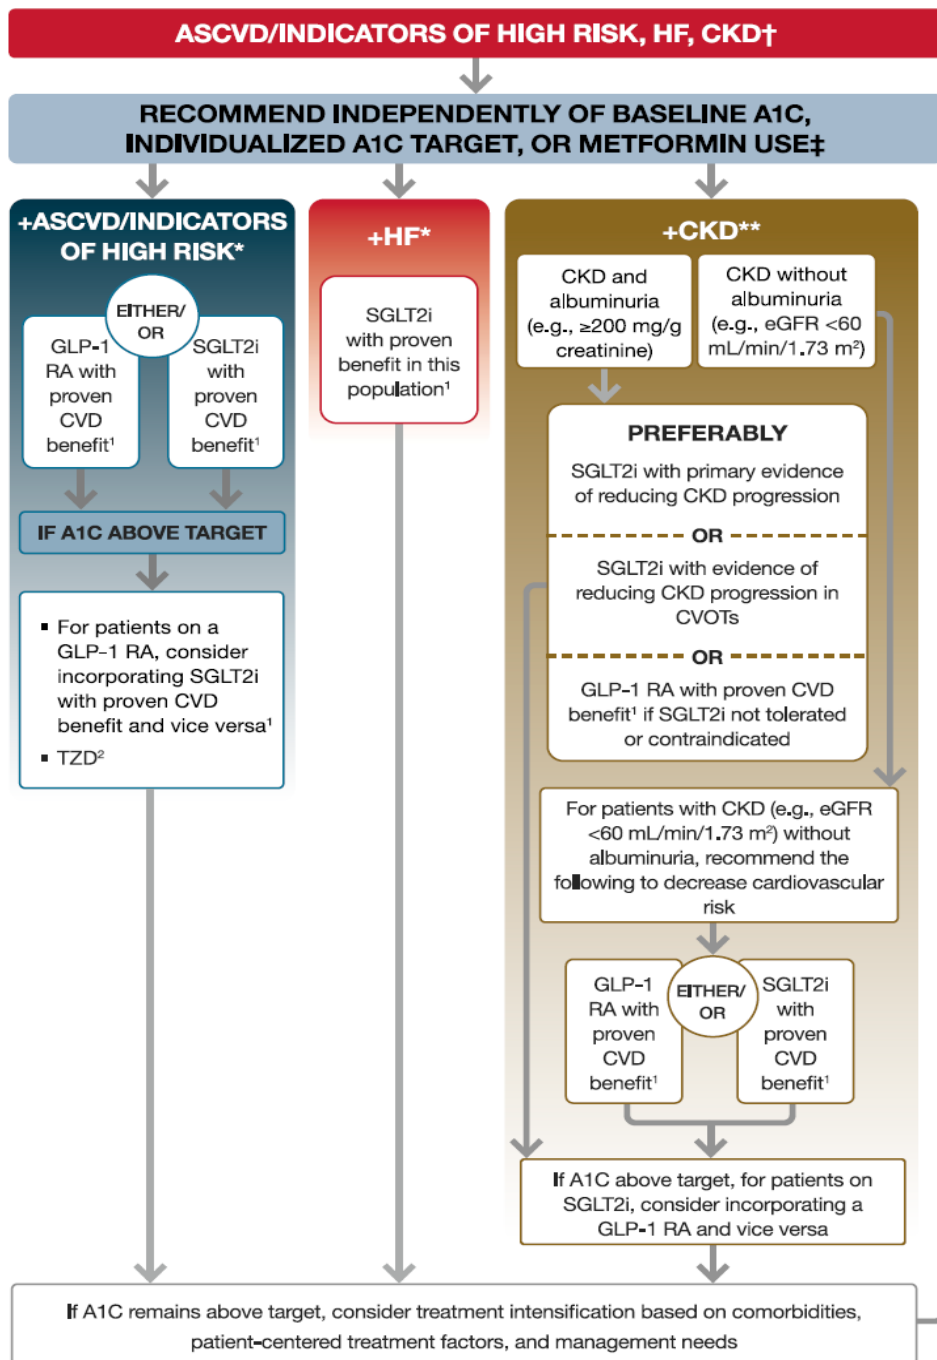 ASCVD/INDICATORS OF HIGH RISK, HF, CKD†
RECOMMEND INDEPENDENTLY OF BASELINE A1C,
INDIVIDUALIZED A1C TARGET, OR METFORMIN USE‡
+ASCVD/INDICATORS
OF HIGH RISK*
EITHER/
OR
GLP-1
RA with
proven
CVD
benefit¹
SGLT2i
with
proven
CVD
benefit¹
IF A1C ABOVE TARGET
▪ For patients on a
GLP-1 RA, consider
incorporating SGLT2i
with proven CVD
benefit and vice versa¹
▪ TZD²
+HF*
SGLT2i
with proven
benefit in this
population¹
+CKD**
CKD and
albuminuria
(e.g., ≥200 mg/g
creatinine)
CKD without
albuminuria
(e.g., eGFR <60
mL/min/1.73 m²)
PREFERABLY
SGLT2i with primary evidence
of reducing CKD progression
OR
SGLT2i with evidence of
reducing CKD progression in
CVOTs
OR
GLP-1 RA with proven CVD
benefit¹ if SGLT2i not tolerated
or contraindicated
For patients with CKD (e.g., eGFR
<60 mL/min/1.73 m²) without
albuminuria, recommend the
following to decrease cardiovascular
risk
GLP-1
RA with
proven
CVD
benefit¹
EITHER/
OR
SGLT2i
with
proven
CVD
benefit¹
If A1C above target, for patients on
SGLT2i, consider incorporating a
GLP-1 RA and vice versa
If A1C remains above target, consider treatment intensification based on comorbidities,
patient-centered treatment factors, and management needs